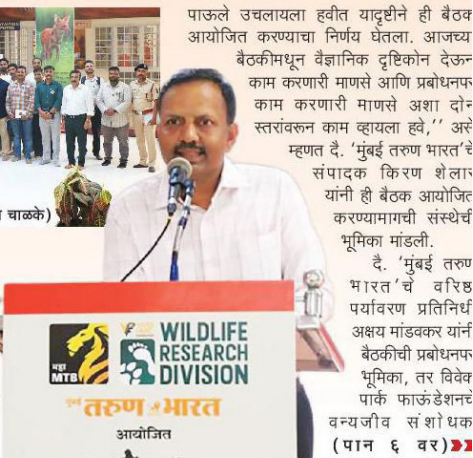 पाऊले उचलायला हवीत यादृष्टीने ही बैठक
आयोजित करण्याचा निर्णय घेतला. आजच्या
बैठकीमधून वैज्ञानिक दृष्टिकोन देऊन
काम करणारी माणसे आणि प्रबोधनपर
काम करणारी माणसे अशा दोन
स्तरांवरून काम व्हायला हवे,'' असे
म्हणत दै. 'मुंबई तरुण भारत'चे
संपादक किरण शेलार
यांनी ही बैठक आयोजित
करण्यामागची संस्थेची
भूमिका मांडली.
दै. 'मुंबई तरुण
भारत'चे वरिष्ठ
पर्यावरण प्रतिनिधी
अक्षय मांडवकर यांनी
बैठकीची प्रबोधनपर
भूमिका, तर विवेक
पार्क फाऊंडेशनचे
वन्यजीव संशोधक
(पान ६ वर)
चाळके)
महा
MTB
WILDLIFE
RESEARCH
DIVISION
मुंबई तरुण भारत
आयोजित